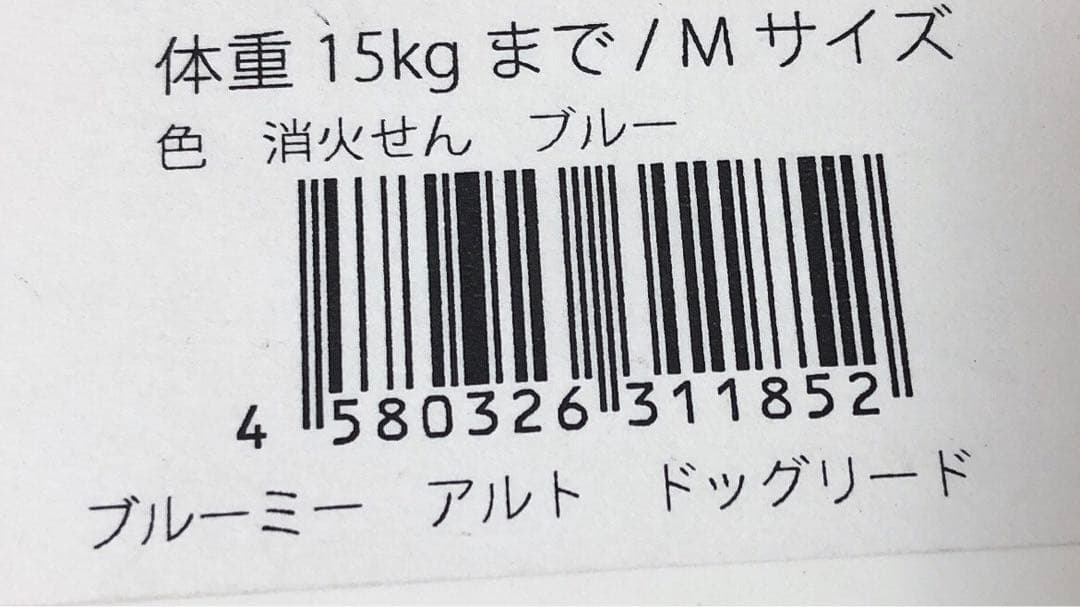 体重 15kg まで / M サイズ
色　消火せん　ブルー
4 580326 311852
ブルーミー　アルト　ドッグリード